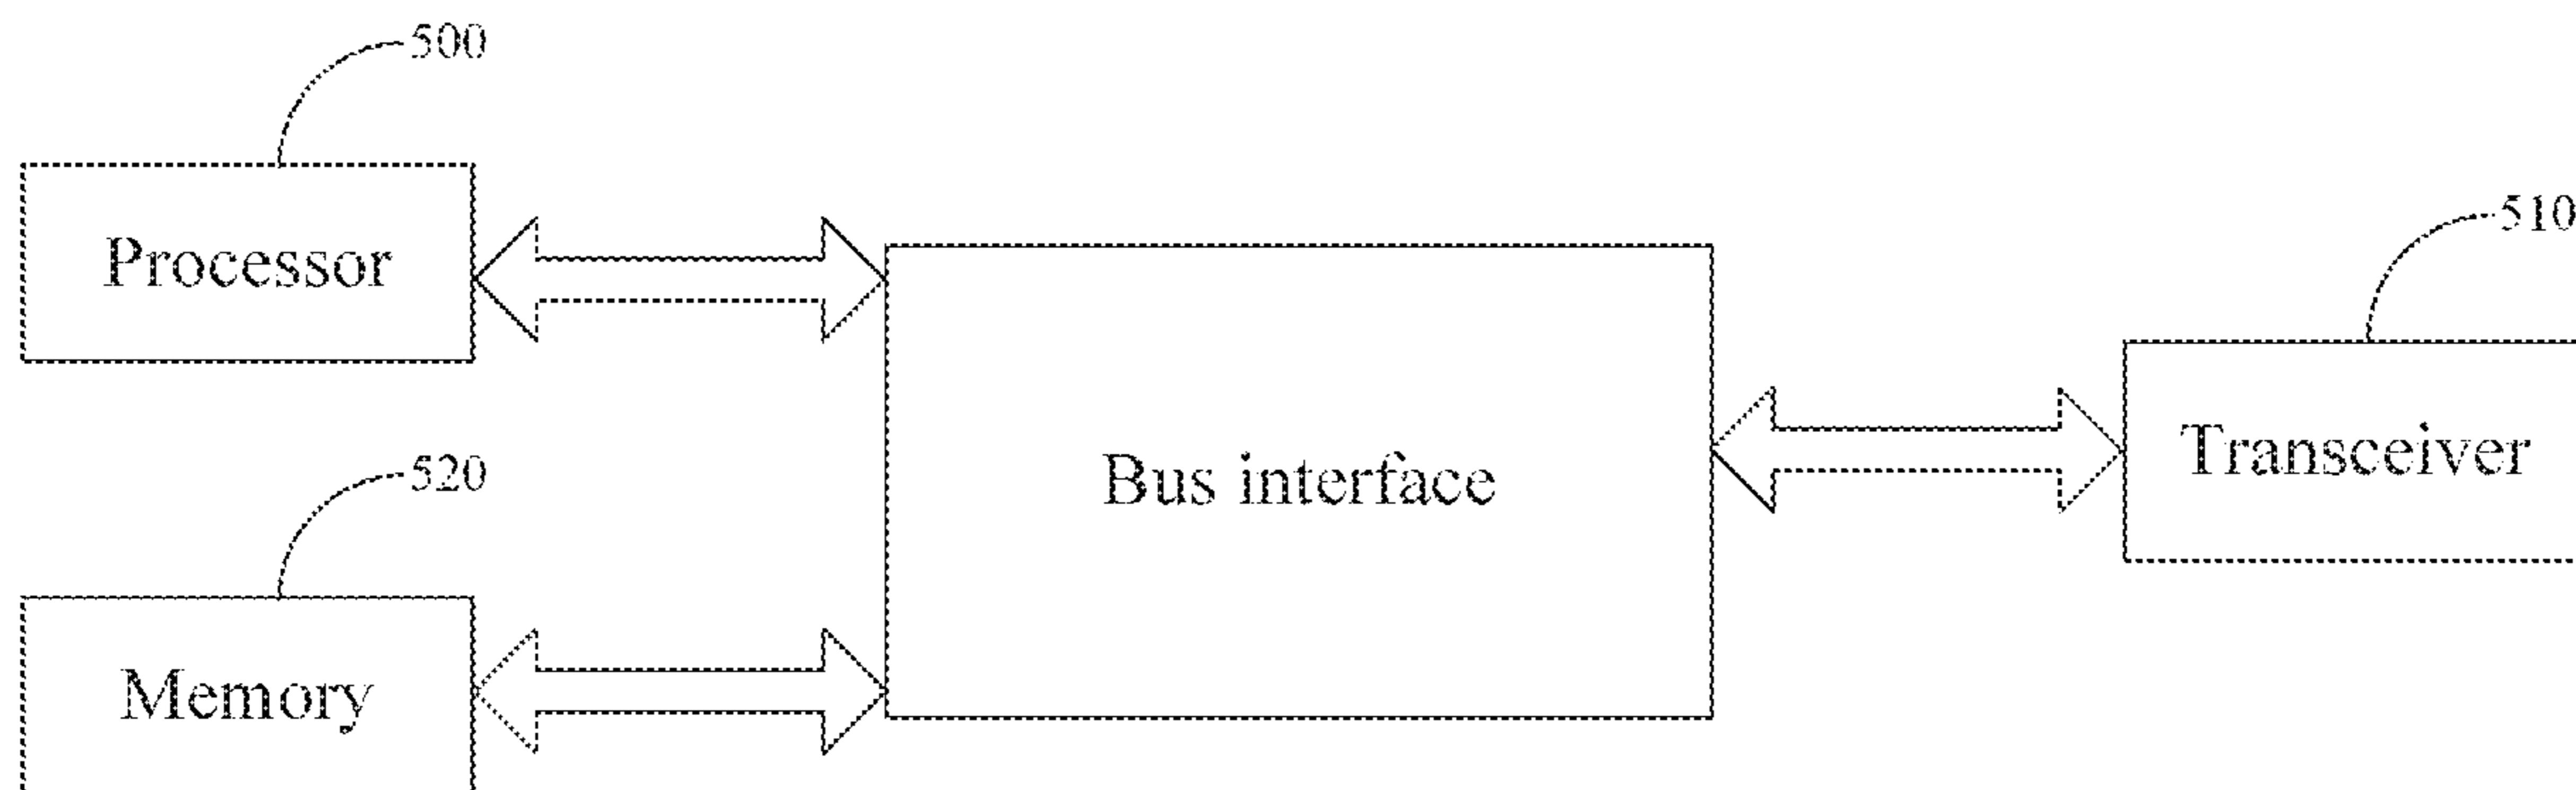 500
Processor
510
Transceiver
Bus interface
520
Memory